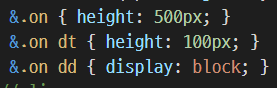 &.on { height: 500px; }
&.on dt { height: 100px; }
&.on dd { display: block; }